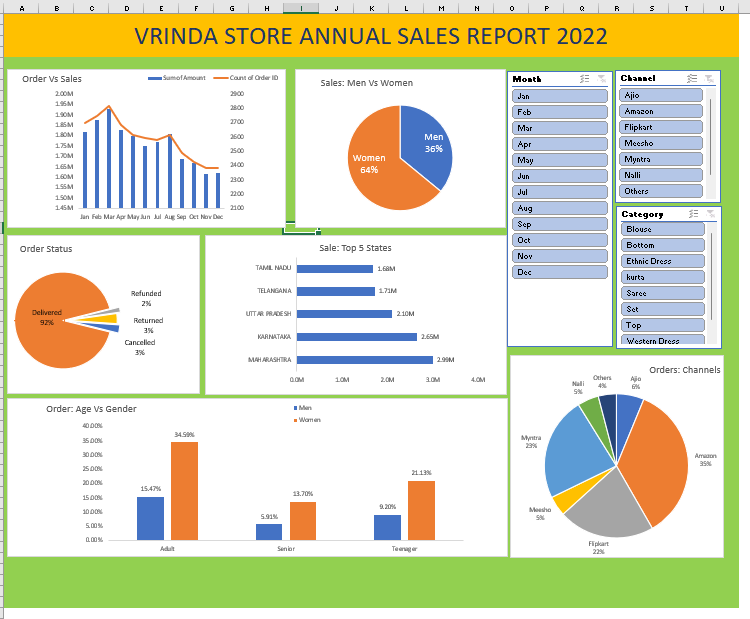 A B C D E F G H I J K L M N O P Q R S T U
VRINDA STORE ANNUAL SALES REPORT 2022
Order Vs Sales
Sum of Amount Count of Order ID
2.00M 2900
1.95M 2800
1.90M 2700
1.85M 2600
1.80M 2500
1.75M 2400
1.70M 2300
1.65M 2200
1.60M 2100
1.55M
1.50M
1.45M
Jan Feb Mar Apr May Jun Jul Aug Sep Oct Nov Dec
Sales: Men Vs Women
Men
36%
Women
64%
Month
Jan
Feb
Mar
Apr
May
Jun
Jul
Aug
Sep
Oct
Nov
Dec
Channel
Ajio
Amazon
Flipkart
Meesho
Myntra
Nalli
Others
Category
Blouse
Bottom
Ethnic Dress
kurta
Saree
Set
Top
Western Dress
Order Status
Delivered
92%
Refunded
2%
Returned
3%
Cancelled
3%
Sale: Top 5 States
TAMIL NADU 1.68M
TELANGANA 1.71M
UTTAR PRADESH 2.10M
KARNATAKA 2.65M
MAHARASHTRA 2.99M
0.0M 1.0M 2.0M 3.0M 4.0M
Order: Age Vs Gender
Men
Women
40.00%
35.00%
30.00%
25.00%
20.00%
15.00%
10.00%
5.00%
0.00%
15.47% 34.59%
5.91% 13.70%
9.20% 21.13%
Adult Senior Teenager
Orders: Channels
Ajio
6%
Amazon
35%
Flipkart
22%
Meesho
5%
Myntra
23%
Nalli
5%
Others
4%